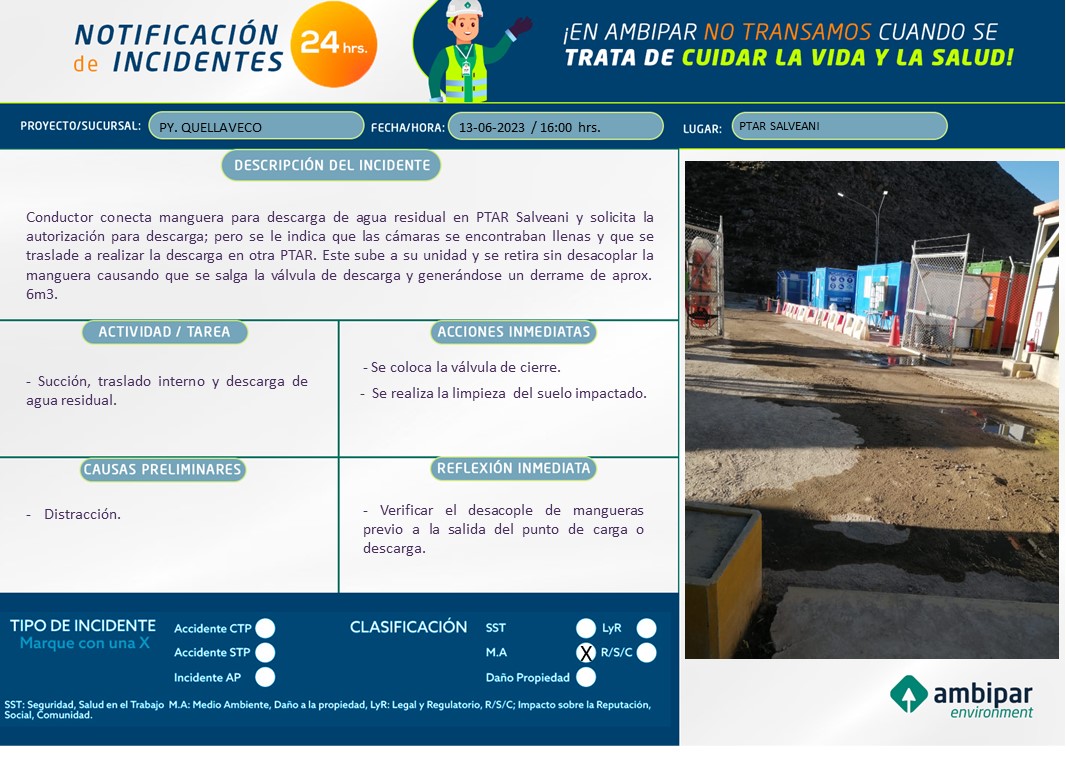 NOTIFICACIÓN
de INCIDENTES
24 hrs.
¡EN AMBIPAR NO TRANSAMOS CUANDO SE
TRATA DE CUIDAR LA VIDA Y LA SALUD!
PROYECTO/SUCURSAL: PY. QUELLAVECO FECHA/HORA: 13-06-2023 / 16:00 hrs. LUGAR: PTAR SALVEANI
DESCRIPCIÓN DEL INCIDENTE
Conductor conecta manguera para descarga de agua residual en PTAR Salveani y solicita la
autorización para descarga; pero se le indica que las cámaras se encontraban llenas y que se
traslade a realizar la descarga en otra PTAR. Este sube a su unidad y se retira sin desacoplar la
manguera causando que se salga la válvula de descarga y generándose un derrame de aprox.
6m3.
ACTIVIDAD / TAREA
- Succión, traslado interno y descarga de
agua residual.
ACCIONES INMEDIATAS
- Se coloca la válvula de cierre.
- Se realiza la limpieza del suelo impactado.
CAUSAS PRELIMINARES
- Distracción.
REFLEXIÓN INMEDIATA
- Verificar el desacople de mangueras
previo a la salida del punto de carga o
descarga.
TIPO DE INCIDENTE
Marque con una X
Accidente CTP
Accidente STP
Incidente AP
CLASIFICACIÓN
SST LyR
M.A X R/S/C
Daño Propiedad
SST: Seguridad, Salud en el Trabajo M.A: Medio Ambiente, Daño a la propiedad, LyR: Legal y Regulatorio, R/S/C; Impacto sobre la Reputación,
Social, Comunidad.
ambipar
environment